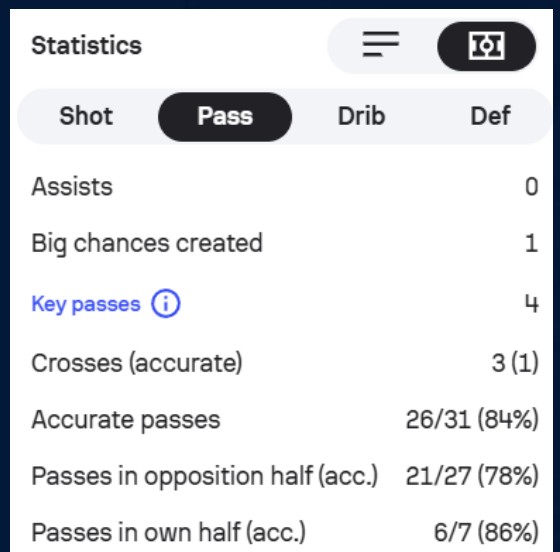 Statistics
Shot Pass Drib Def
Assists 0
Big chances created 1
Key passes i 4
Crosses (accurate) 3 (1)
Accurate passes 26/31 (84%)
Passes in opposition half (acc.) 21/27 (78%)
Passes in own half (acc.) 6/7 (86%)